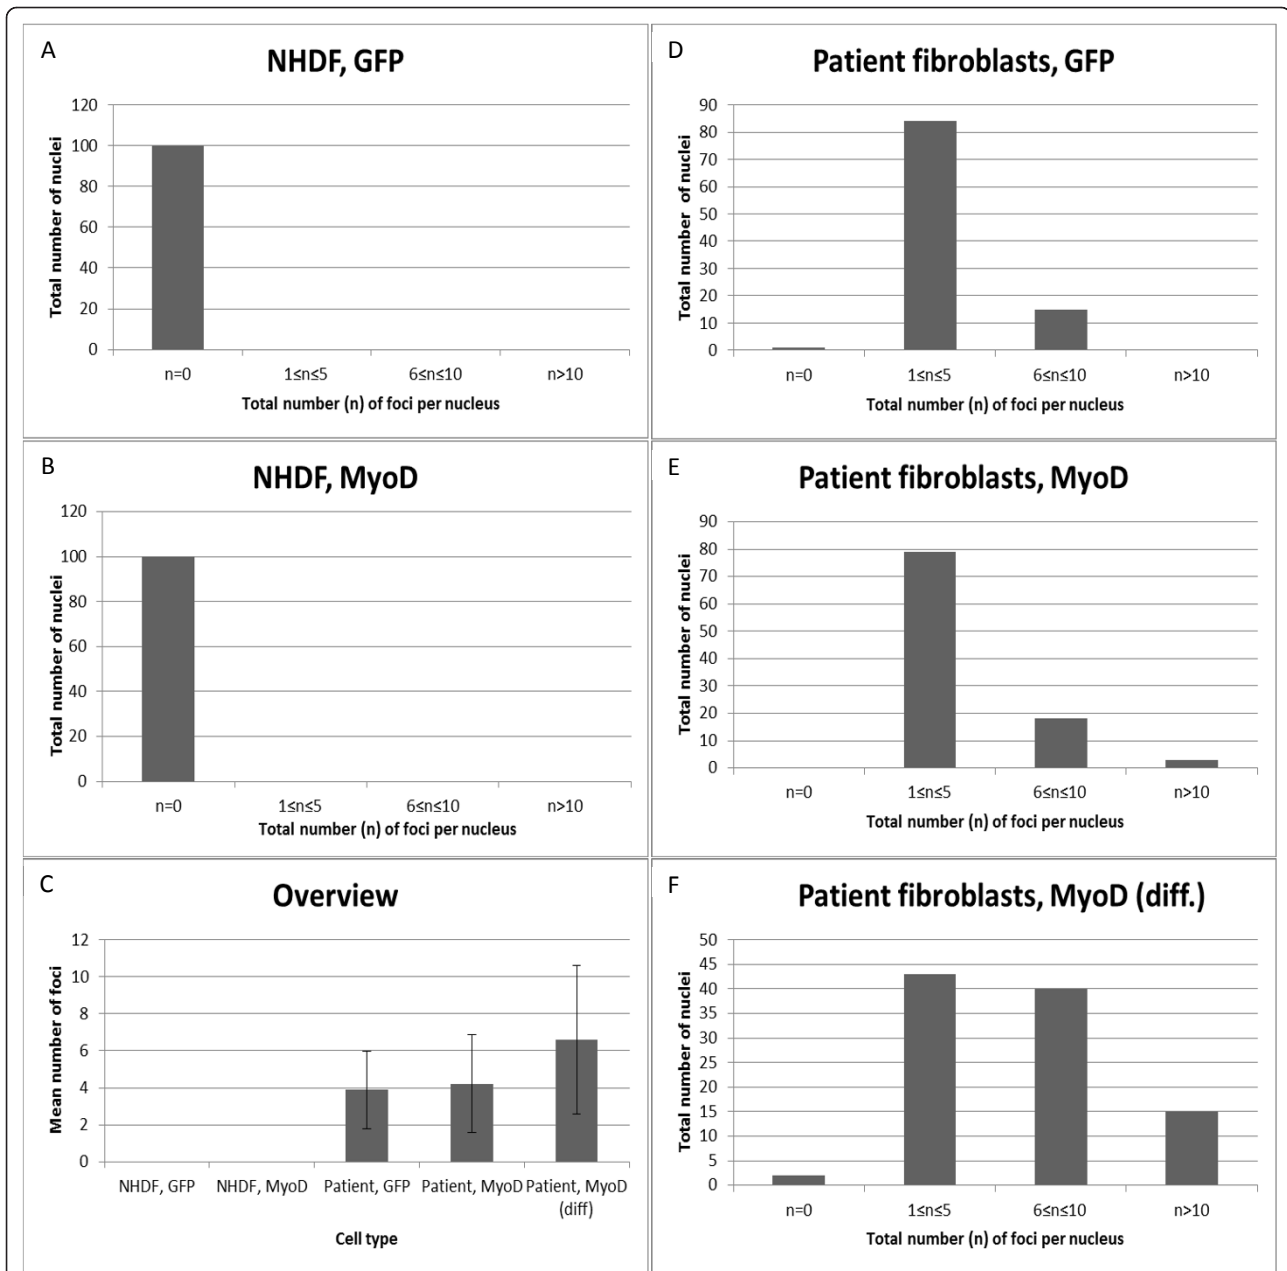 A
NHDF, GFP
Total number of nuclei
120
100
80
60
40
20
0
n=0 1≤n≤5 6≤n≤10 n>10
Total number (n) of foci per nucleus
B
NHDF, MyoD
Total number of nuclei
120
100
80
60
40
20
0
n=0 1≤n≤5 6≤n≤10 n>10
Total number (n) of foci per nucleus
C
Overview
Mean number of foci
12
10
8
6
4
2
0
NHDF, GFP NHDF, MyoD Patient, GFP Patient, MyoD Patient, MyoD
(diff)
Cell type
D
Patient fibroblasts, GFP
Total number of nuclei
90
80
70
60
50
40
30
20
10
0
n=0 1≤n≤5 6≤n≤10 n>10
Total number (n) of foci per nucleus
E
Patient fibroblasts, MyoD
Total number of nuclei
90
80
70
60
50
40
30
20
10
0
n=0 1≤n≤5 6≤n≤10 n>10
Total number (n) of foci per nucleus
F
Patient fibroblasts, MyoD (diff.)
Total number of nuclei
50
45
40
35
30
25
20
15
10
5
0
n=0 1≤n≤5 6≤n≤10 n>10
Total number (n) of foci per nucleus